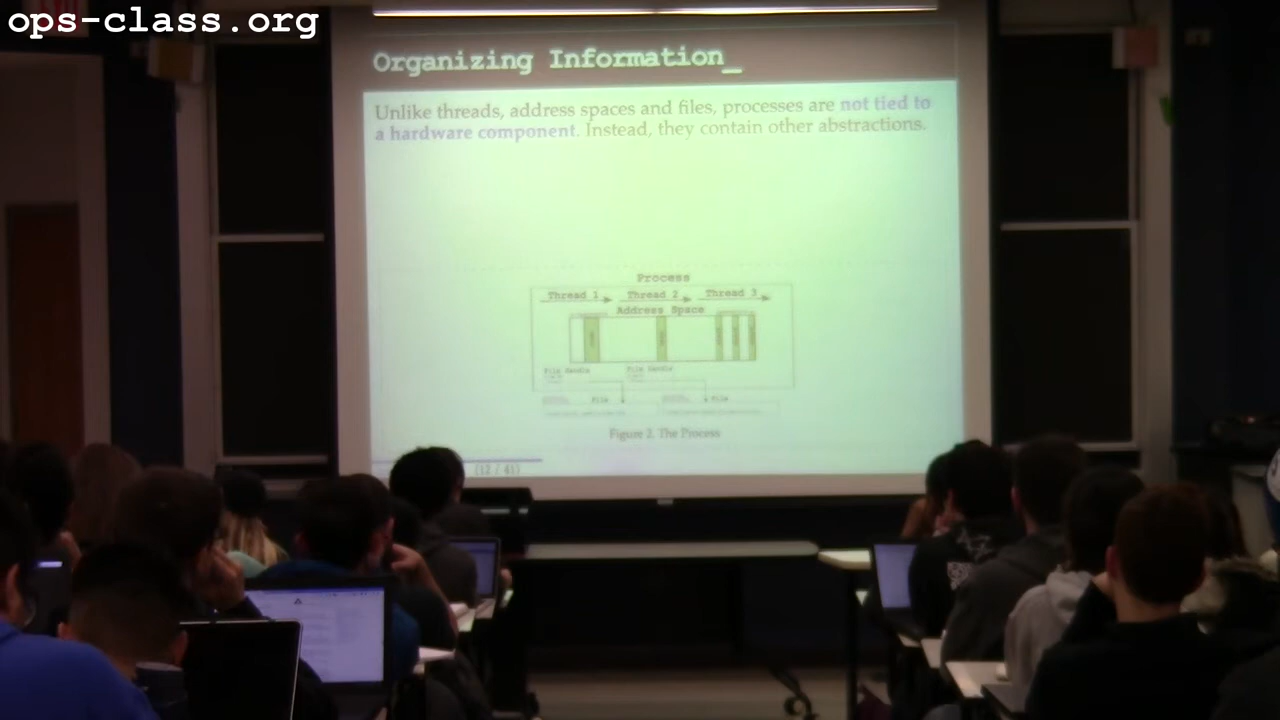 ops-class.org
Organizing Information_
Unlike threads, address spaces and files, processes are not tied to
a hardware component. Instead, they contain other abstractions.
Process
Thread 1 Thread 2 Thread 3
Address Space
File Handle File Handle
File File
Figure 2. The Process
(12 / 41)